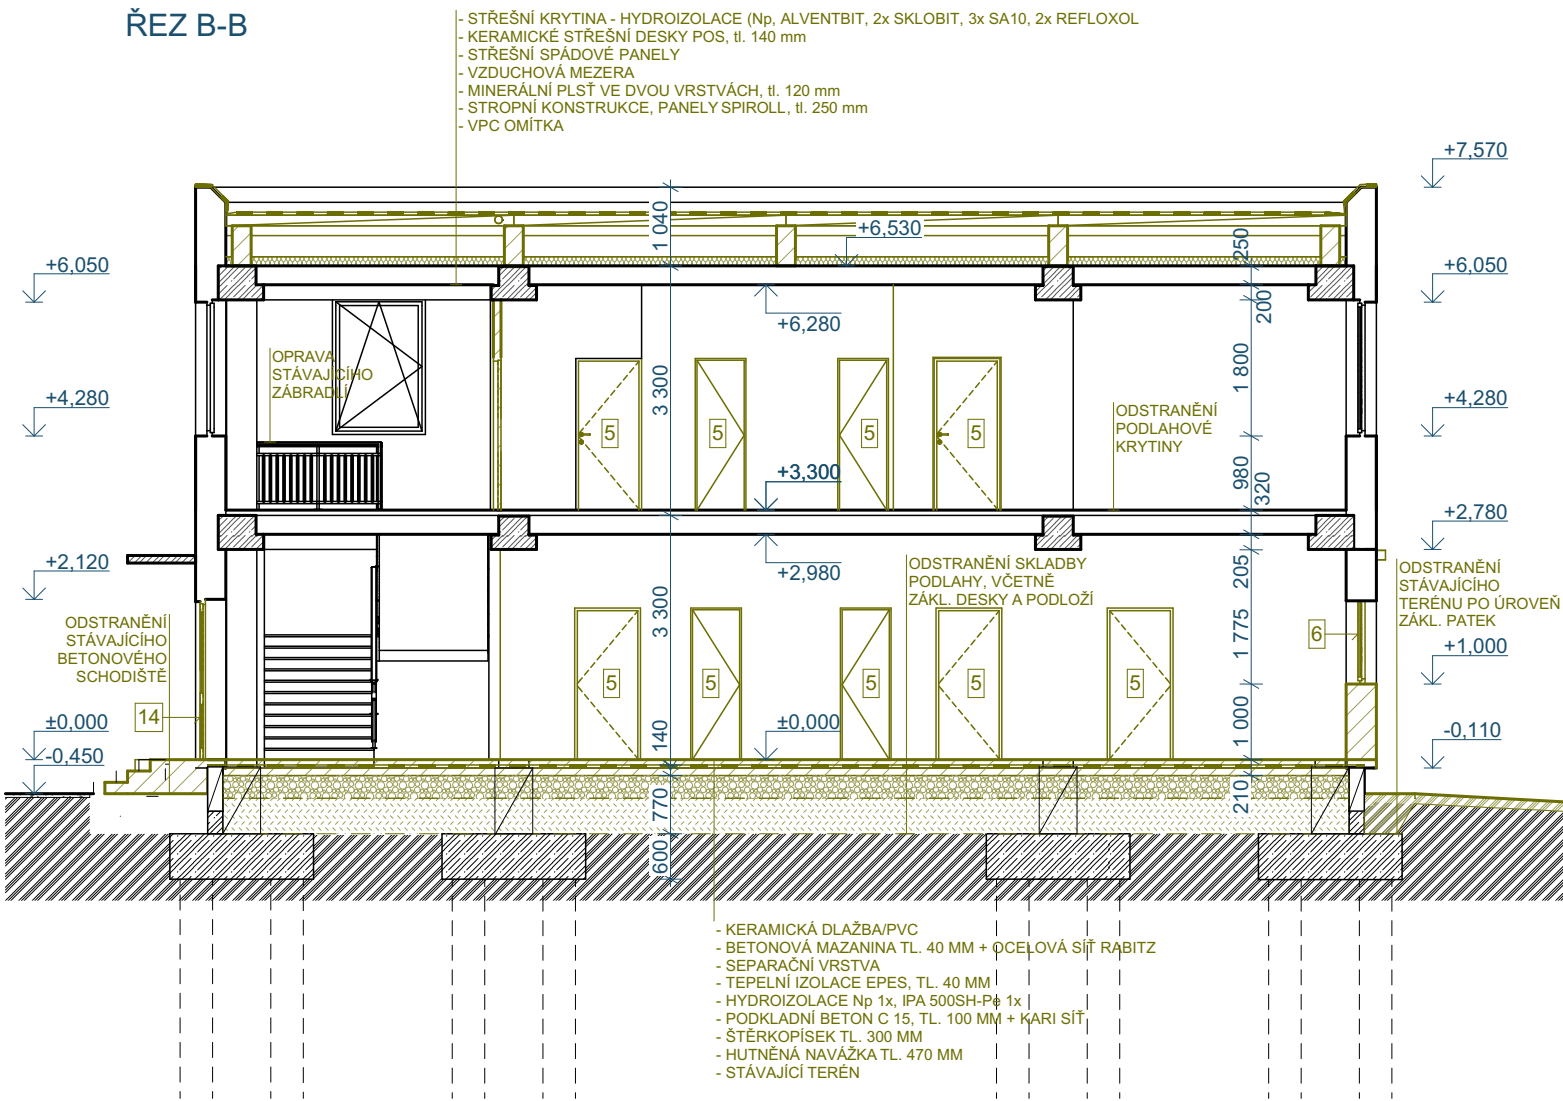 ŘEZ B-B
- STŘEŠNÍ KRYTINA - HYDROIZOLACE (Np, ALVENTBIT, 2x SKLOBIT, 3x SA10, 2x REFLOXOL
- KERAMICKÉ STŘEŠNÍ DESKY POS, tl. 140 mm
- STŘEŠNÍ SPÁDOVÉ PANELY
- VZDUCHOVÁ MEZERA
- MINERÁLNÍ PLSŤ VE DVOU VRSTVÁCH, tl. 120 mm
- STROPNÍ KONSTRUKCE, PANELY SPIROLL, tl. 250 mm
- VPC OMÍTKA
+7,570
1 040
+6,530
250
+6,050
+6,050
+6,280
200
OPRAVA
STÁVAJÍCÍHO
ZÁBRADLÍ
3 300
1 800
+4,280
+4,280
ODSTRANĚNÍ
PODLAHOVÉ
KRYTINY
5
5
5
5
+3,300
980
320
+2,780
+2,120
+2,980
ODSTRANĚNÍ SKLADBY
PODLAHY, VČETNĚ
ZÁKL. DESKY A PODLOŽÍ
205
ODSTRANĚNÍ
STÁVAJÍCÍHO
TERÉNU PO ÚROVEŇ
ZÁKL. PATEK
ODSTRANĚNÍ
STÁVAJÍCÍHO
BETONOVÉHO
SCHODIŠTĚ
3 300
1 775
6
+1,000
5
5
5
5
5
14
±0,000
±0,000
140
1 000
-0,110
-0,450
770
210
600
- KERAMICKÁ DLAŽBA/PVC
- BETONOVÁ MAZANINA TL. 40 MM + OCELOVÁ SÍŤ RABITZ
- SEPARAČNÍ VRSTVA
- TEPELNÍ IZOLACE EPES, TL. 40 MM
- HYDROIZOLACE Np 1x, IPA 500SH-Pe 1x
- PODKLADNÍ BETON C 15, TL. 100 MM + KARI SÍŤ
- ŠTĚRKOPÍSEK TL. 300 MM
- HUTNĚNÁ NAVÁŽKA TL. 470 MM
- STÁVAJÍCÍ TERÉN